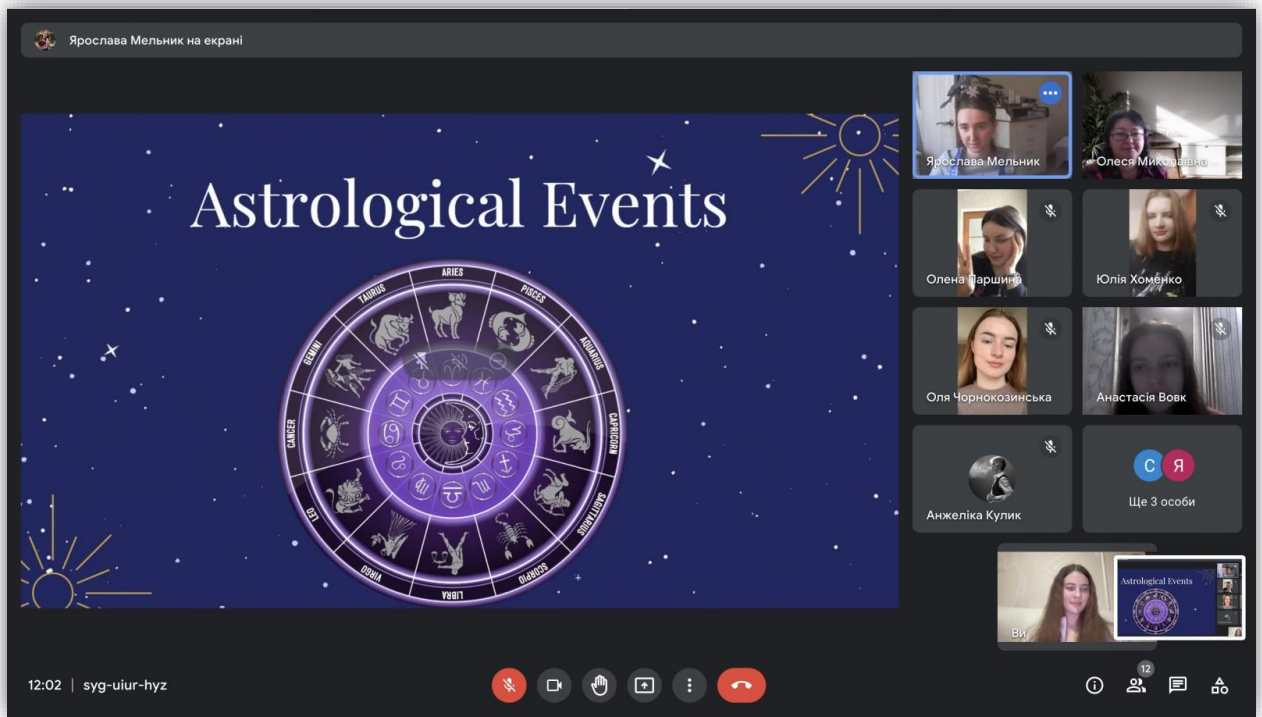 Ярослава Мельник на екрані
Astrological Events
ARIES
PISCES
AQUARIUS
CAPRICORN
SAGITTARIUS
SCORPIO
LIBRA
VIRGO
LEO
CANCER
GEMINI
TAURUS
Ярослава Мельник
Олеся Миколаївна
Олена Паршина
Юлія Хоменко
Оля Чорнокозинська
Анастасія Вовк
Анжеліка Кулик
С Я
Ще 3 особи
Ви
Astrological Events
12:02 | syg-uiur-hyz
12